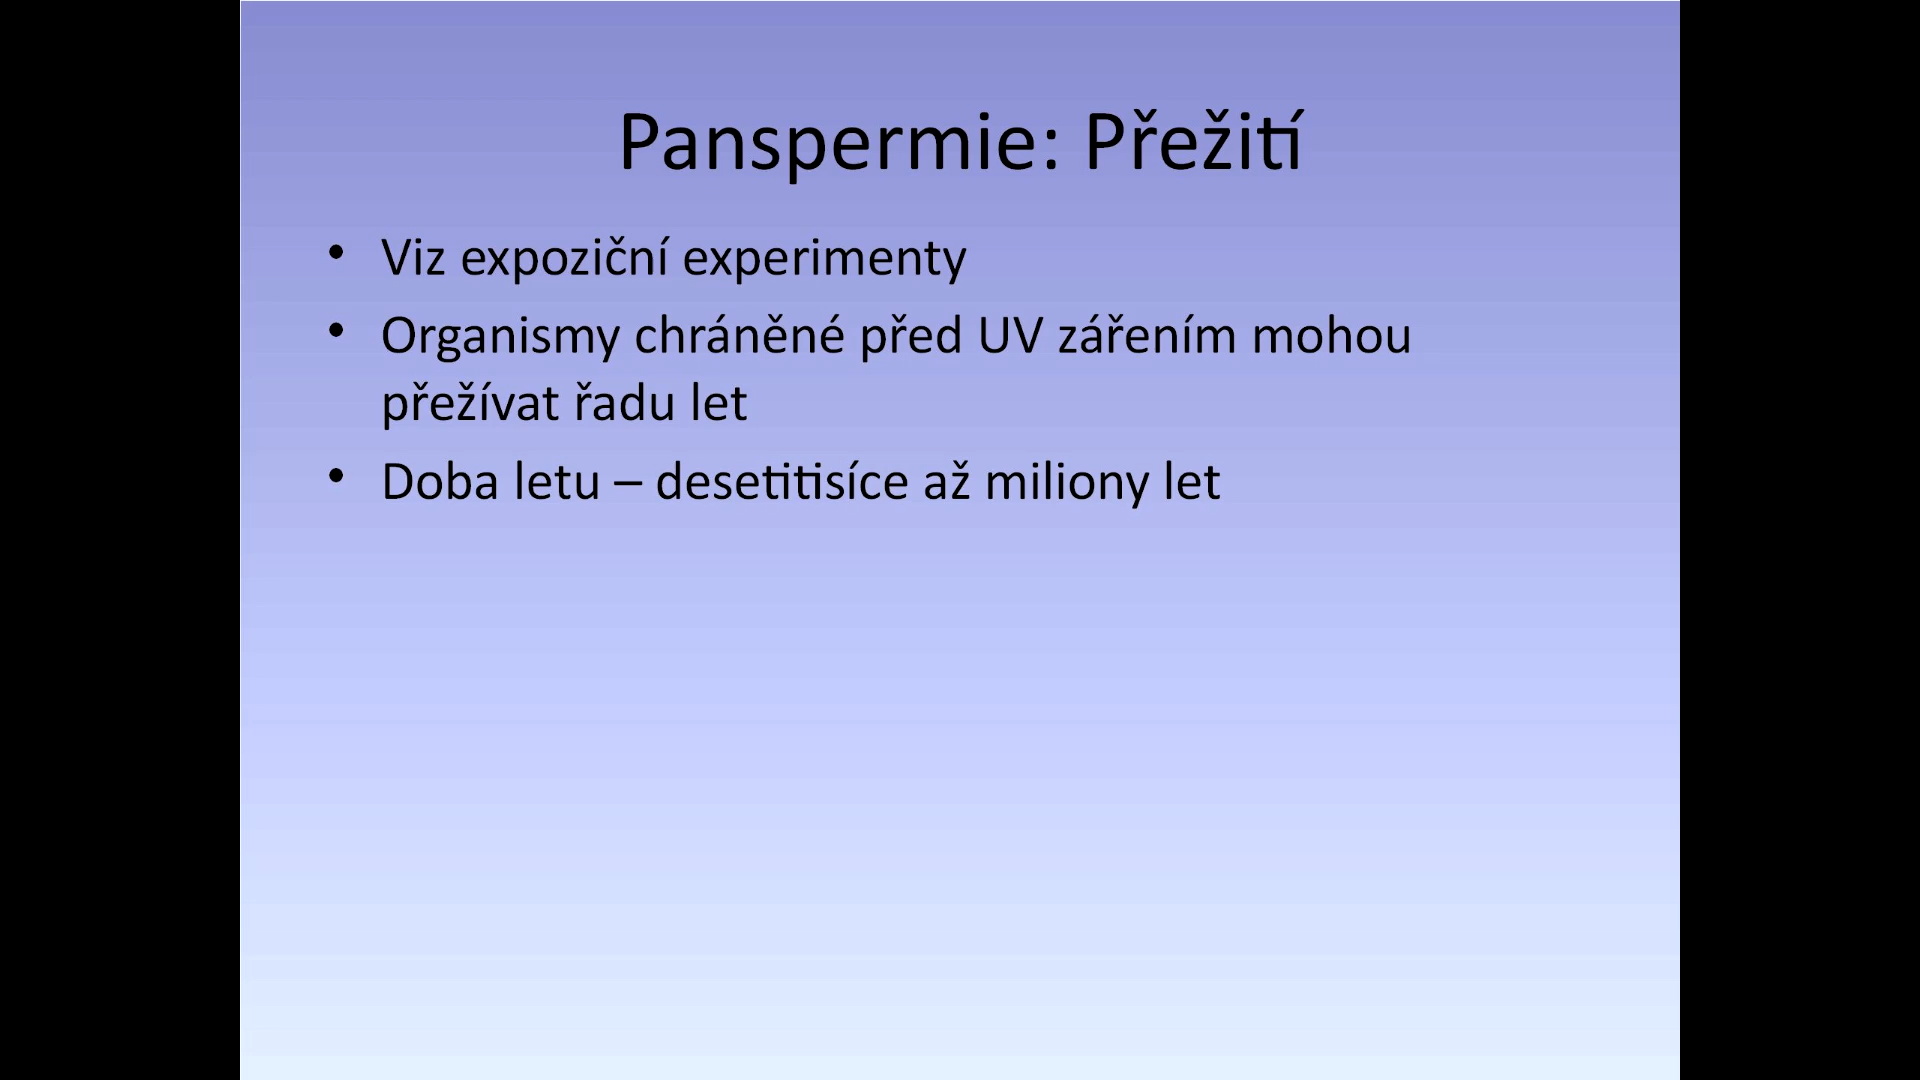 Panspermie: Přežití
• Viz expoziční experimenty
• Organismy chráněné před UV zářením mohou
přežívat řadu let
• Doba letu – desetitisíce až miliony let